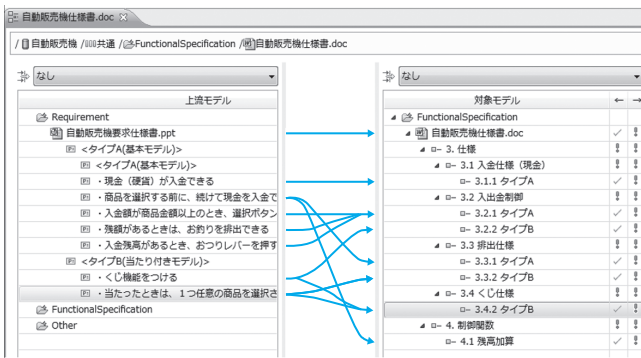 自動販売機仕様書.doc
/ 自動販売機 /000共通 /FunctionalSpecification /自動販売機仕様書.doc
なし
なし
上流モデル
対象モデル
Requirement
自動販売機要求仕様書.ppt
<タイプA(基本モデル)>
<タイプA(基本モデル)>
・現金（硬貨）が入金できる
・商品を選択する前に、続けて現金を入金で
・入金額が商品金額以上のとき、選択ボタン
・残額があるときは、お釣りを排出できる
・入金残高があるとき、おつりレバーを押す
<タイプB(当たり付きモデル)>
・くじ機能をつける
・当たったときは、１つ任意の商品を選択さ
FunctionalSpecification
Other
FunctionalSpecification
自動販売機仕様書.doc
3. 仕様
3.1 入金仕様（現金）
3.1.1 タイプA
3.2 入出金制御
3.2.1 タイプA
3.2.2 タイプB
3.3 排出仕様
3.3.1 タイプA
3.3.2 タイプB
3.4 くじ仕様
3.4.2 タイプB
4. 制御関数
4.1 残高加算